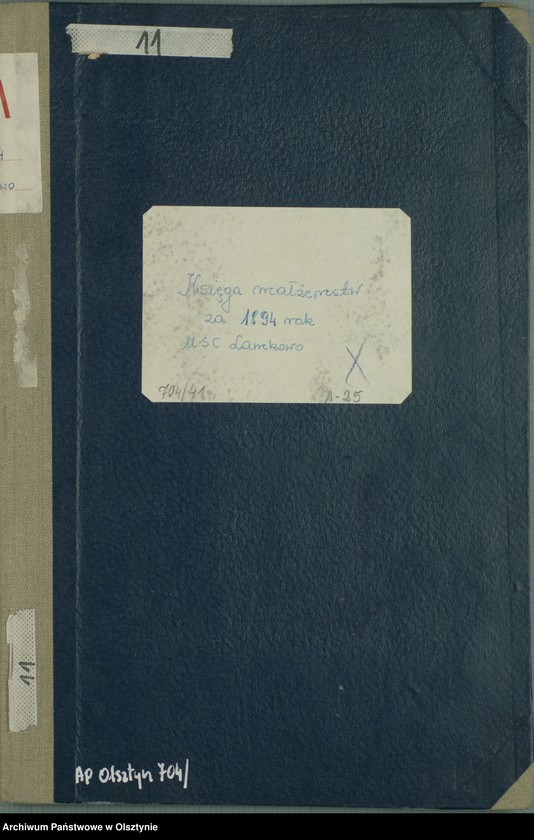 11
Księga małżeństw
za 1894 rok
USC Lamkowo
704/41
1-25
11
AP Olsztyn 704/
Archiwum Państwowe w Olsztynie